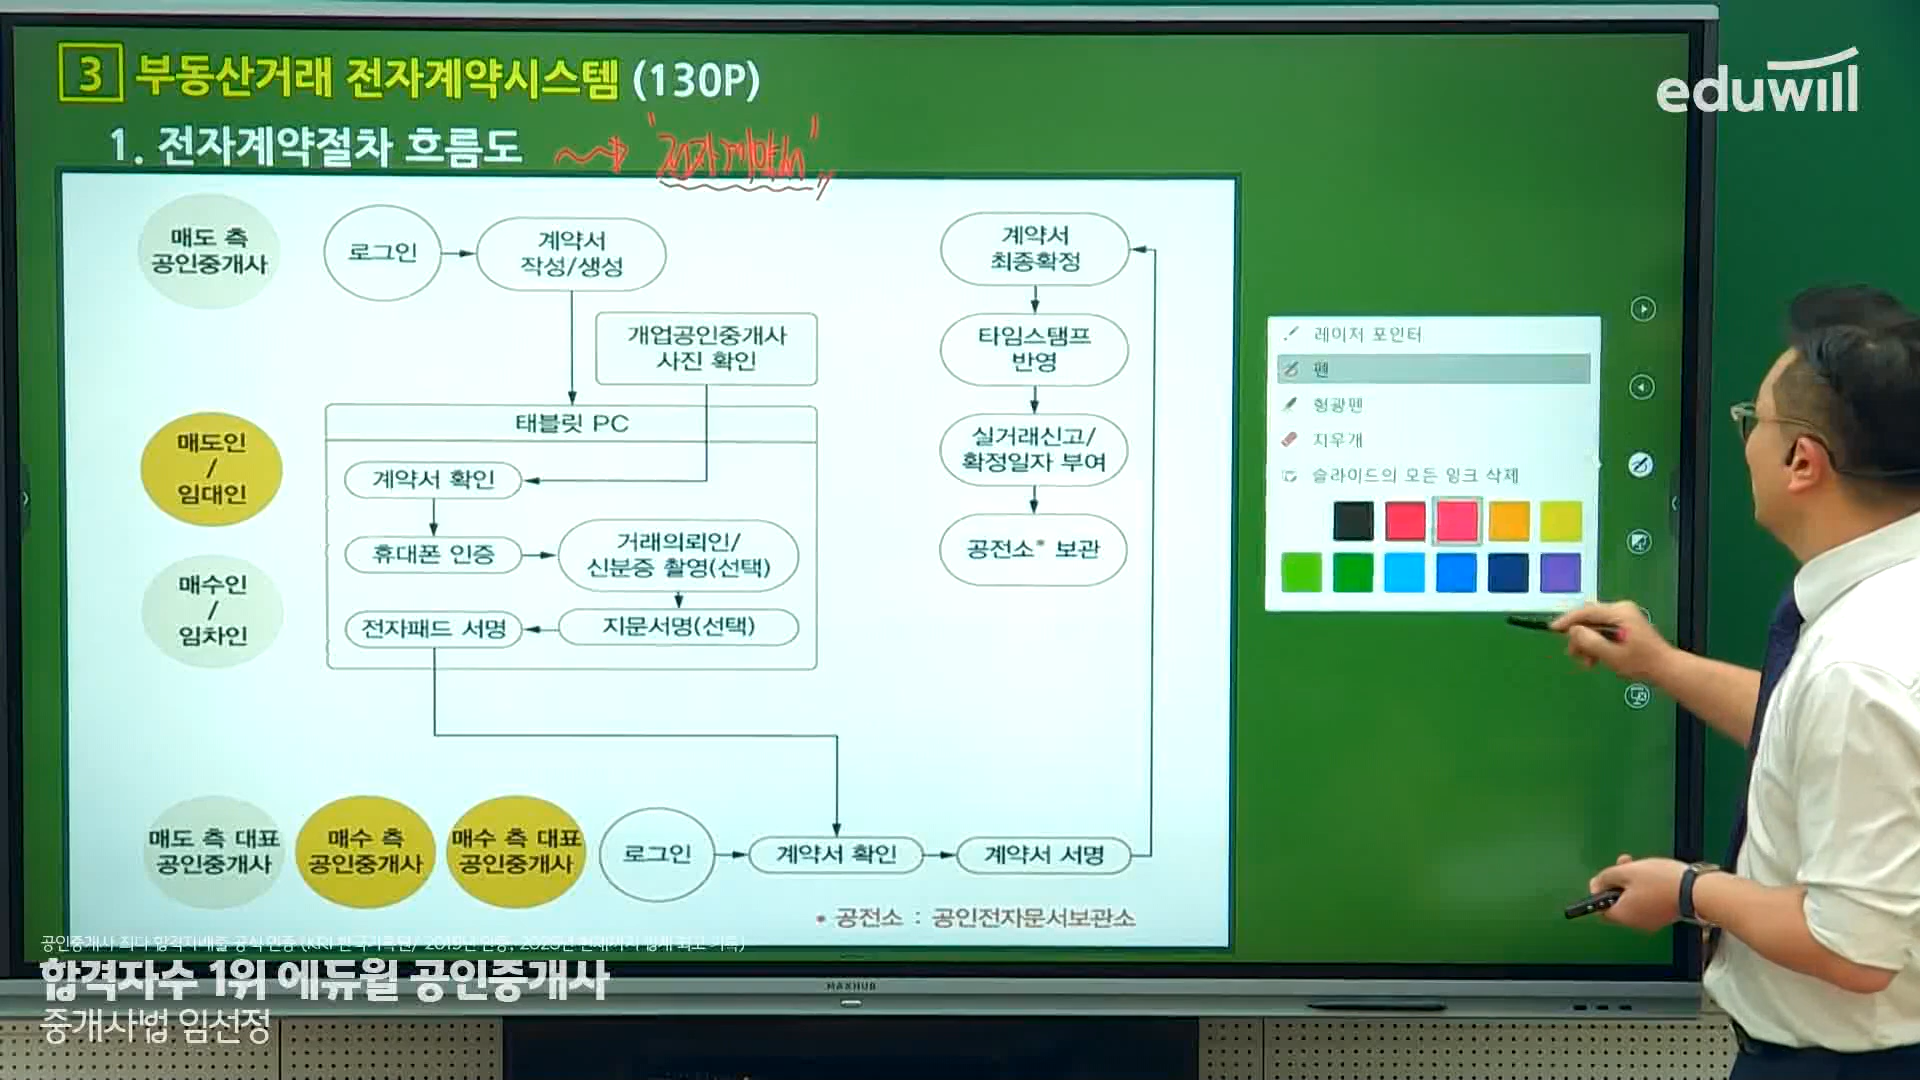 3 부동산거래 전자계약시스템 (130P)
eduwill
1. 전자계약절차 흐름도
"전자계약서"
매도 측
공인중개사
로그인
계약서
작성/생성
계약서
최종확정
개업공인중개사
사진 확인
타임스탬프
반영
태블릿 PC
매도인
/
임대인
계약서 확인
실거래신고/
확정일자 부여
휴대폰 인증
거래의뢰인/
신분증 촬영(선택)
공전소* 보관
매수인
/
임차인
전자패드 서명
지문서명(선택)
매도 측 대표
공인중개사
매수 측
공인중개사
매수 측 대표
공인중개사
로그인
계약서 확인
계약서 서명
* 공전소 : 공인전자문서보관소
레이저 포인터
펜
형광펜
지우개
슬라이드의 모든 잉크 삭제
합격자수 1위 에듀윌 공인중개사
중개사법 임선정
MAXHUB